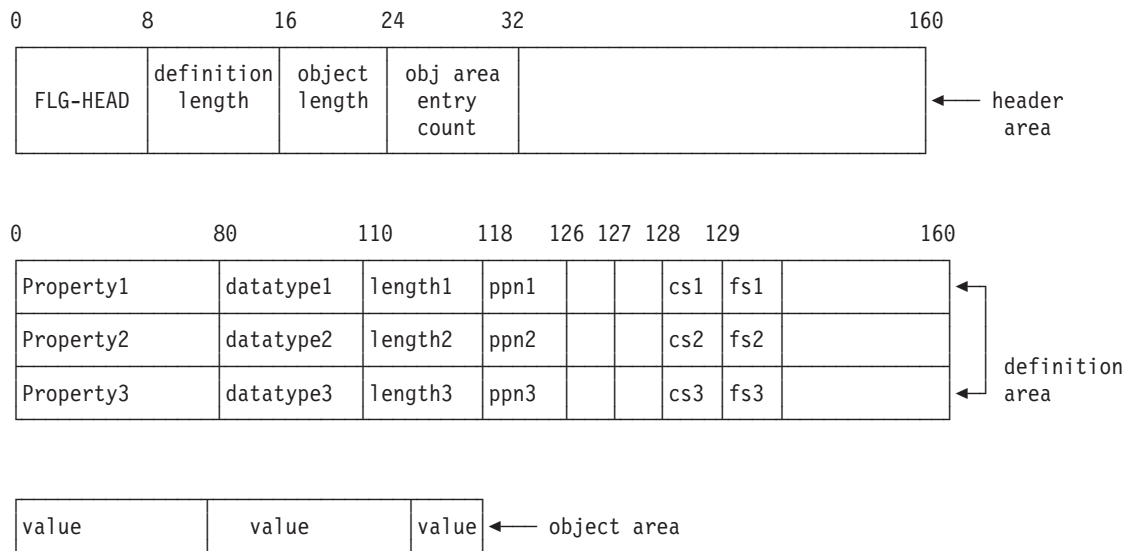 0 8 16 24 32 160
FLG-HEAD definition length object length obj area entry count header area
0 80 110 118 126 127 128 129 160
Property1 datatype1 length1 ppn1 cs1 fs1
Property2 datatype2 length2 ppn2 cs2 fs2
Property3 datatype3 length3 ppn3 cs3 fs3
definition
area
value value value object area